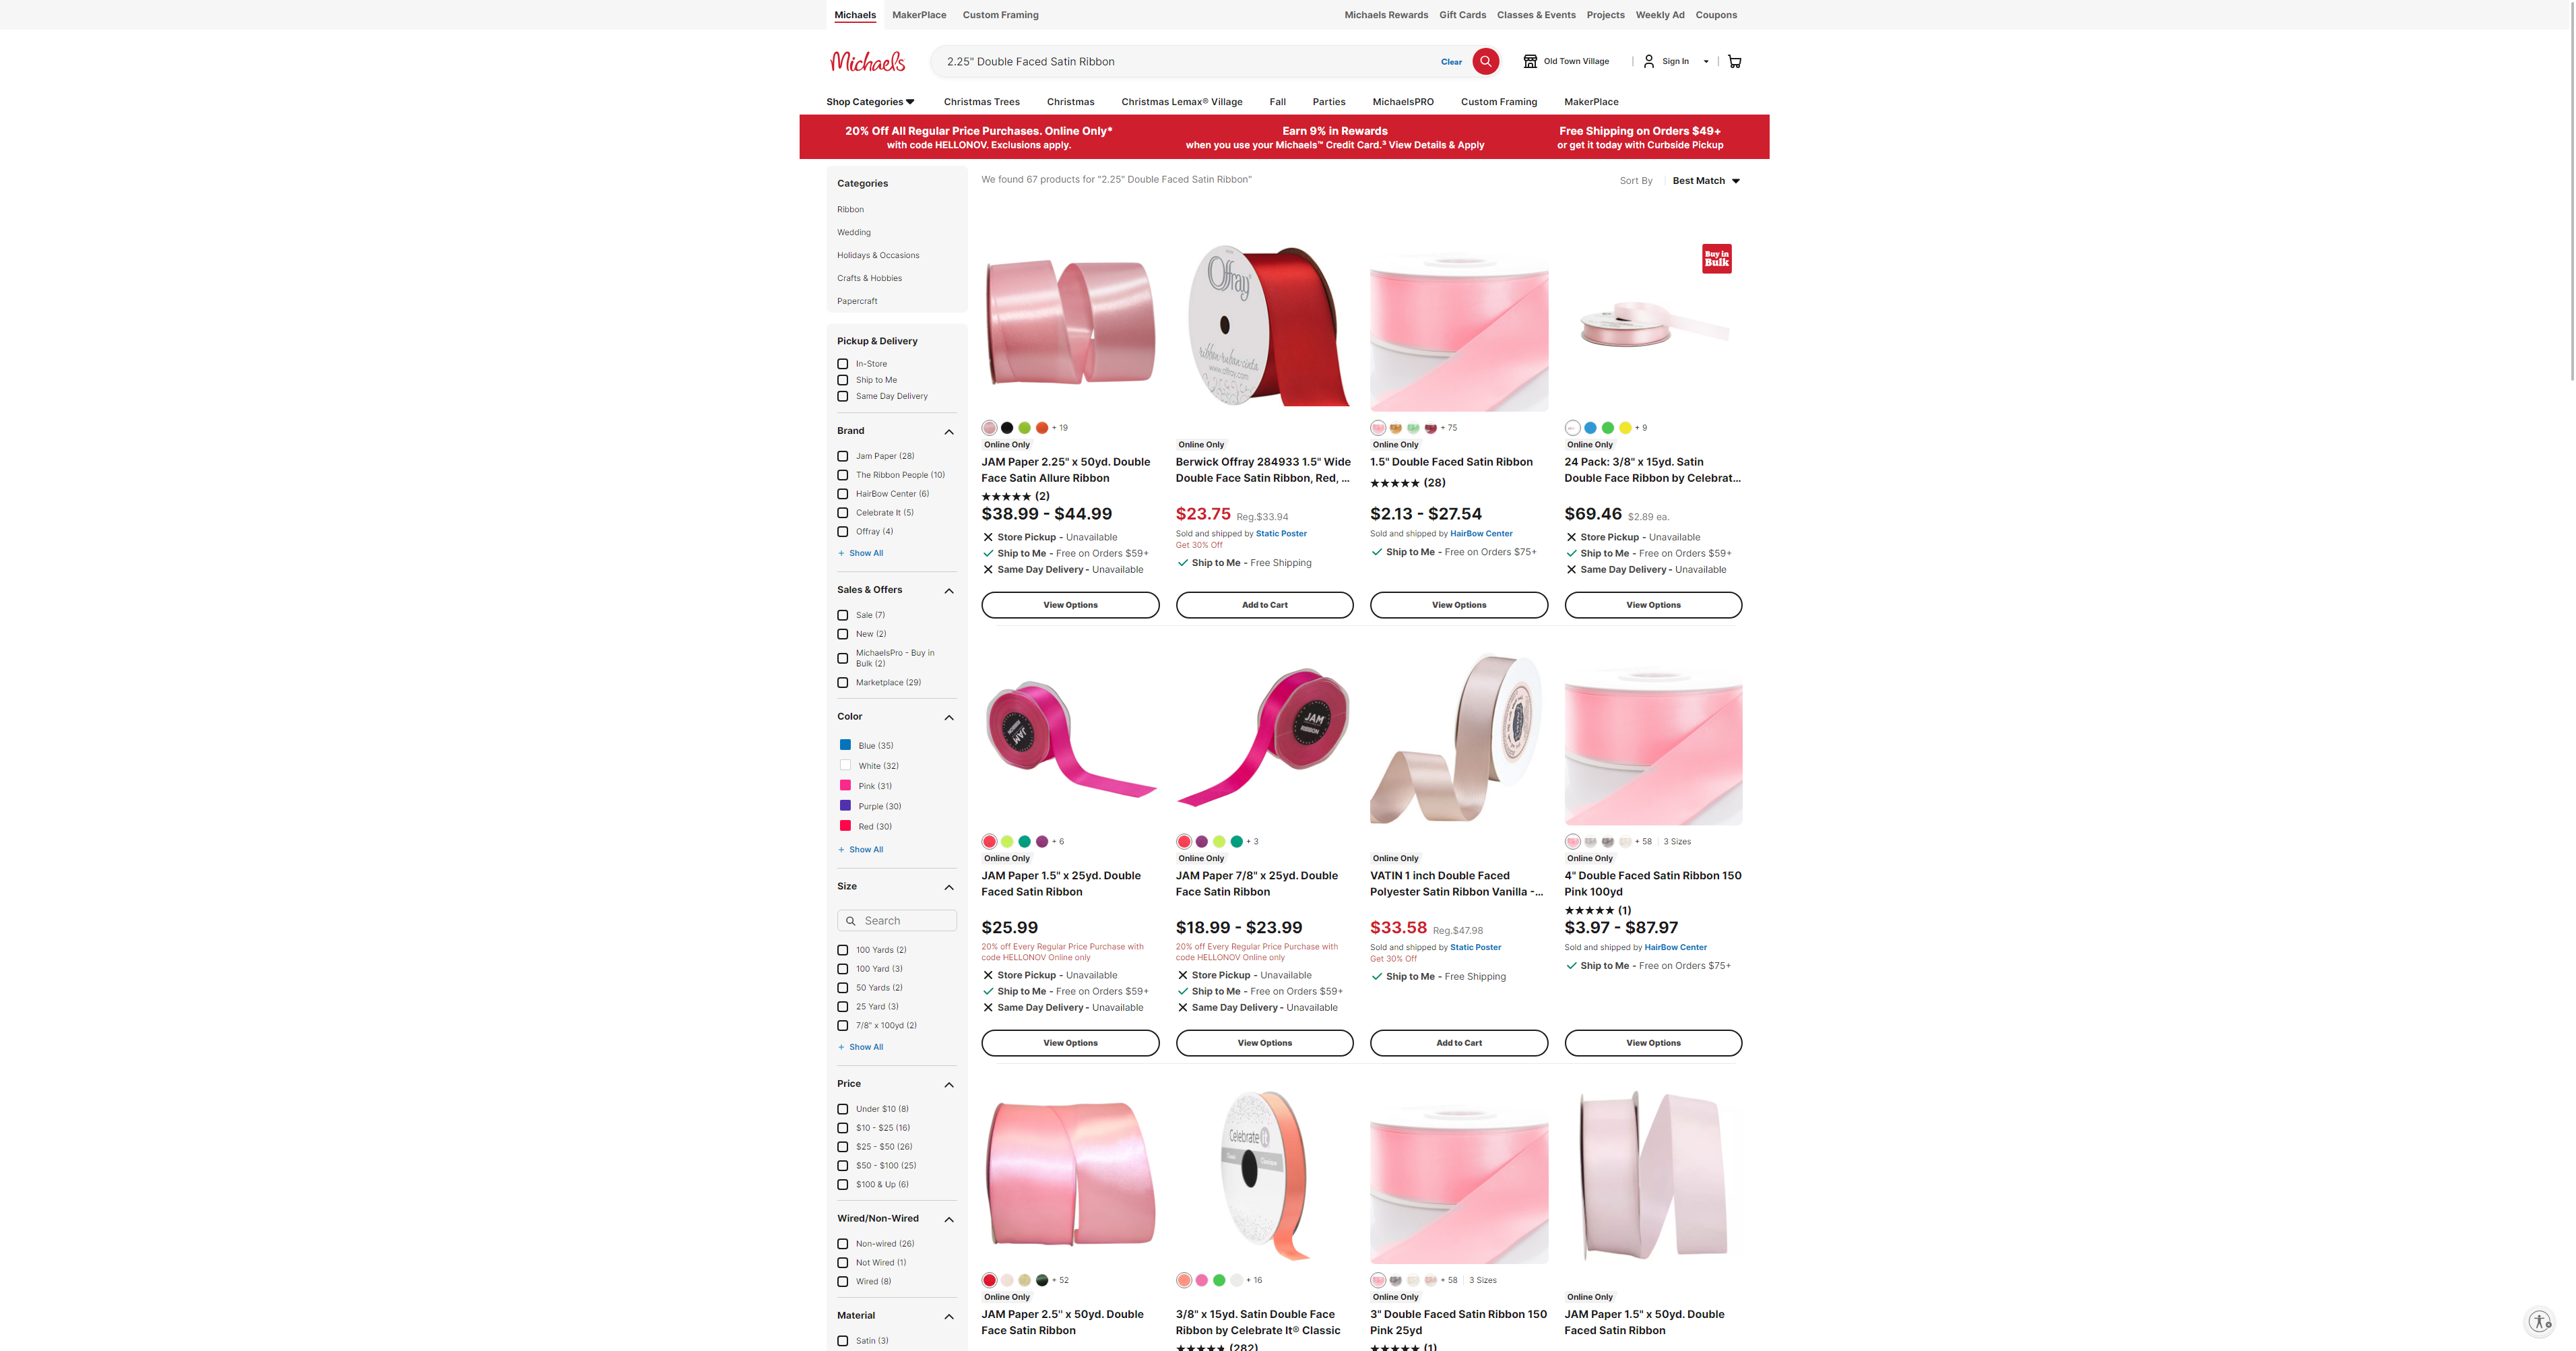 Michaels MakerPlace Custom Framing Michaels Rewards Gift Cards Classes & Events Projects Weekly Ad Coupons
Michaels 2.25" Double Faced Satin Ribbon Clear Old Town Village Sign In
Shop Categories Christmas Trees Christmas Christmas Lemax® Village Fall Parties MichaelsPRO Custom Framing MakerPlace
20% Off All Regular Price Purchases. Online Only*
with code HELLONOV. Exclusions apply.
Earn 9% in Rewards
when you use your Michaels™ Credit Card.³ View Details & Apply
Free Shipping on Orders $49+
or get it today with Curbside Pickup
Categories
Ribbon
Wedding
Holidays & Occasions
Crafts & Hobbies
Papercraft
Pickup & Delivery
In-Store
Ship to Me
Same Day Delivery
Brand
Jam Paper (28)
The Ribbon People (10)
HairBow Center (6)
Celebrate It (5)
Offray (4)
+ Show All
Sales & Offers
Sale (7)
New (2)
MichaelsPro - Buy in
Bulk (2)
Marketplace (29)
Color
Blue (35)
White (32)
Pink (31)
Purple (30)
Red (30)
+ Show All
Size
Search
100 Yards (2)
100 Yard (3)
50 Yards (2)
25 Yard (3)
7/8" x 100yd (2)
+ Show All
Price
Under $10 (8)
$10 - $25 (16)
$25 - $50 (26)
$50 - $100 (25)
$100 & Up (6)
Wired/Non-Wired
Non-wired (26)
Not Wired (1)
Wired (8)
Material
Satin (3)
We found 67 products for "2.25" Double Faced Satin Ribbon"
Sort By Best Match
+ 19
Online Only
JAM Paper 2.25" x 50yd. Double
Face Satin Allure Ribbon
★★★★★ (2)
$38.99 - $44.99
Store Pickup - Unavailable
Ship to Me - Free on Orders $59+
Same Day Delivery - Unavailable
View Options
Offray
ribbon·ruban·cinta
www.offray.com
Online Only
Berwick Offray 284933 1.5" Wide
Double Face Satin Ribbon, Red, ...
$23.75 Reg.$33.94
Sold and shipped by Static Poster
Get 30% Off
Ship to Me - Free Shipping
Add to Cart
+ 75
Online Only
1.5" Double Faced Satin Ribbon
★★★★★ (28)
$2.13 - $27.54
Sold and shipped by HairBow Center
Ship to Me - Free on Orders $75+
View Options
Buy in
Bulk
+ 9
Online Only
24 Pack: 3/8" x 15yd. Satin
Double Face Ribbon by Celebrat...
$69.46 $2.89 ea.
Store Pickup - Unavailable
Ship to Me - Free on Orders $59+
Same Day Delivery - Unavailable
View Options
JAM
+ 6
Online Only
JAM Paper 1.5" x 25yd. Double
Faced Satin Ribbon
$25.99
20% off Every Regular Price Purchase with
code HELLONOV Online only
Store Pickup - Unavailable
Ship to Me - Free on Orders $59+
Same Day Delivery - Unavailable
View Options
JAM
RIBBON
+ 3
Online Only
JAM Paper 7/8" x 25yd. Double
Face Satin Ribbon
$18.99 - $23.99
20% off Every Regular Price Purchase with
code HELLONOV Online only
Store Pickup - Unavailable
Ship to Me - Free on Orders $59+
Same Day Delivery - Unavailable
View Options
Online Only
VATIN 1 inch Double Faced
Polyester Satin Ribbon Vanilla -...
$33.58 Reg.$47.98
Sold and shipped by Static Poster
Get 30% Off
Ship to Me - Free Shipping
Add to Cart
+ 58 3 Sizes
Online Only
4" Double Faced Satin Ribbon 150
Pink 100yd
★★★★★ (1)
$3.97 - $87.97
Sold and shipped by HairBow Center
Ship to Me - Free on Orders $75+
View Options
+ 52
Online Only
JAM Paper 2.5" x 50yd. Double
Face Satin Ribbon
Celebrate it
+ 16
3/8" x 15yd. Satin Double Face
Ribbon by Celebrate It® Classic
★★★★★ (282)
+ 58 3 Sizes
Online Only
3" Double Faced Satin Ribbon 150
Pink 25yd
★★★★★ (1)
Online Only
JAM Paper 1.5" x 50yd. Double
Faced Satin Ribbon